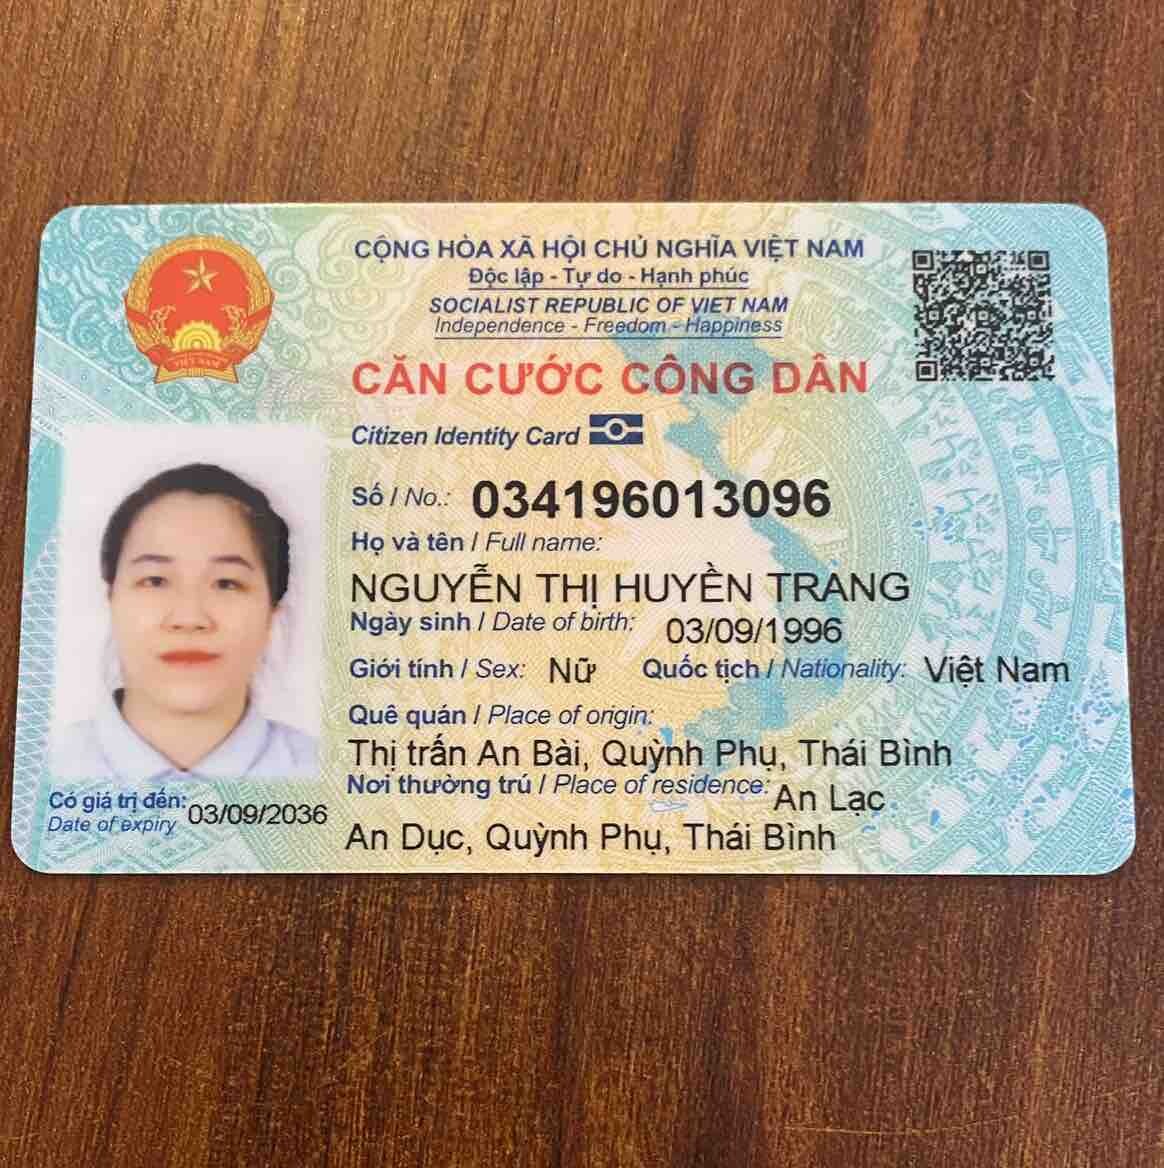 CỘNG HÒA XÃ HỘI CHỦ NGHĨA VIỆT NAM
Độc lập - Tự do - Hạnh phúc
SOCIALIST REPUBLIC OF VIET NAM
Independence - Freedom - Happiness
VIỆT NAM
CĂN CƯỚC CÔNG DÂN
Citizen Identity Card
Số / No.: 034196013096
Họ và tên / Full name:
NGUYỄN THỊ HUYỀN TRANG
Ngày sinh / Date of birth: 03/09/1996
Giới tính / Sex: Nữ Quốc tịch / Nationality: Việt Nam
Quê quán / Place of origin:
Thị trấn An Bài, Quỳnh Phụ, Thái Bình
Nơi thường trú / Place of residence: An Lạc
An Dục, Quỳnh Phụ, Thái Bình
Có giá trị đến: 03/09/2036
Date of expiry